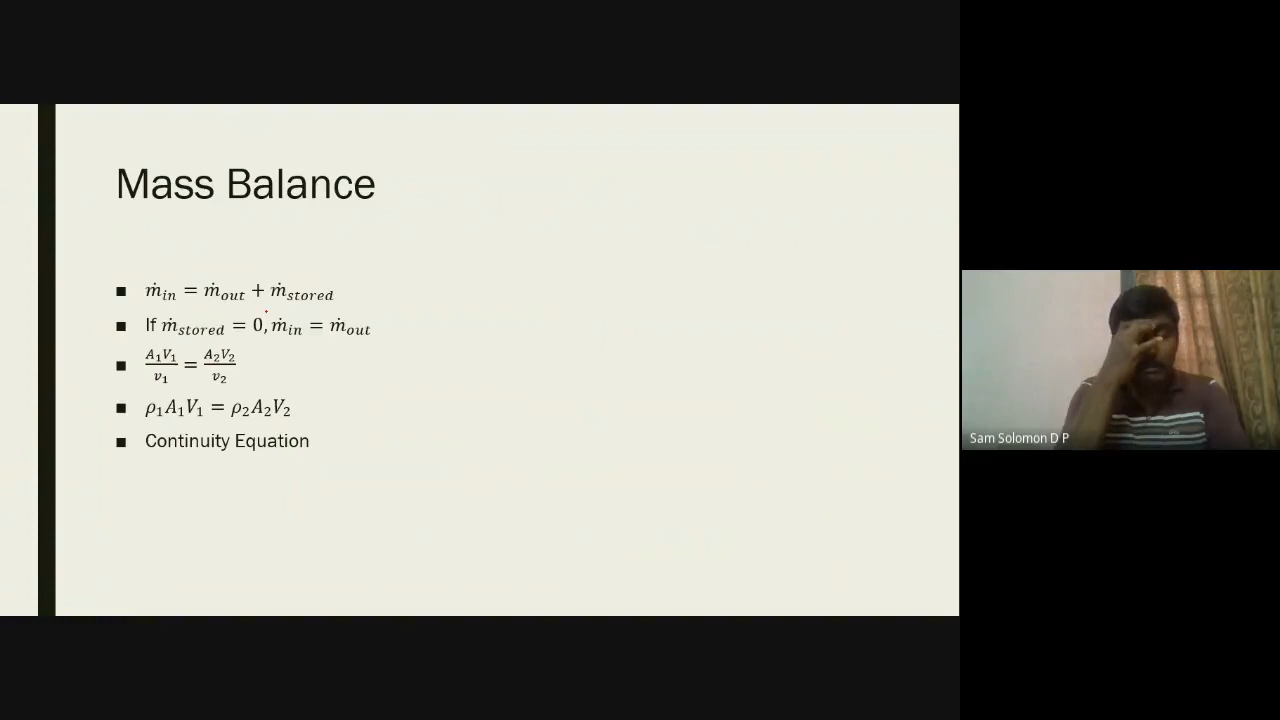 Mass Balance
■ ṁ_in = ṁ_out + ṁ_stored
■ If ṁ_stored = 0, ṁ_in = ṁ_out
■ A₁V₁/v₁ = A₂V₂/v₂
■ ρ₁A₁V₁ = ρ₂A₂V₂
■ Continuity Equation
Sam Solomon D P